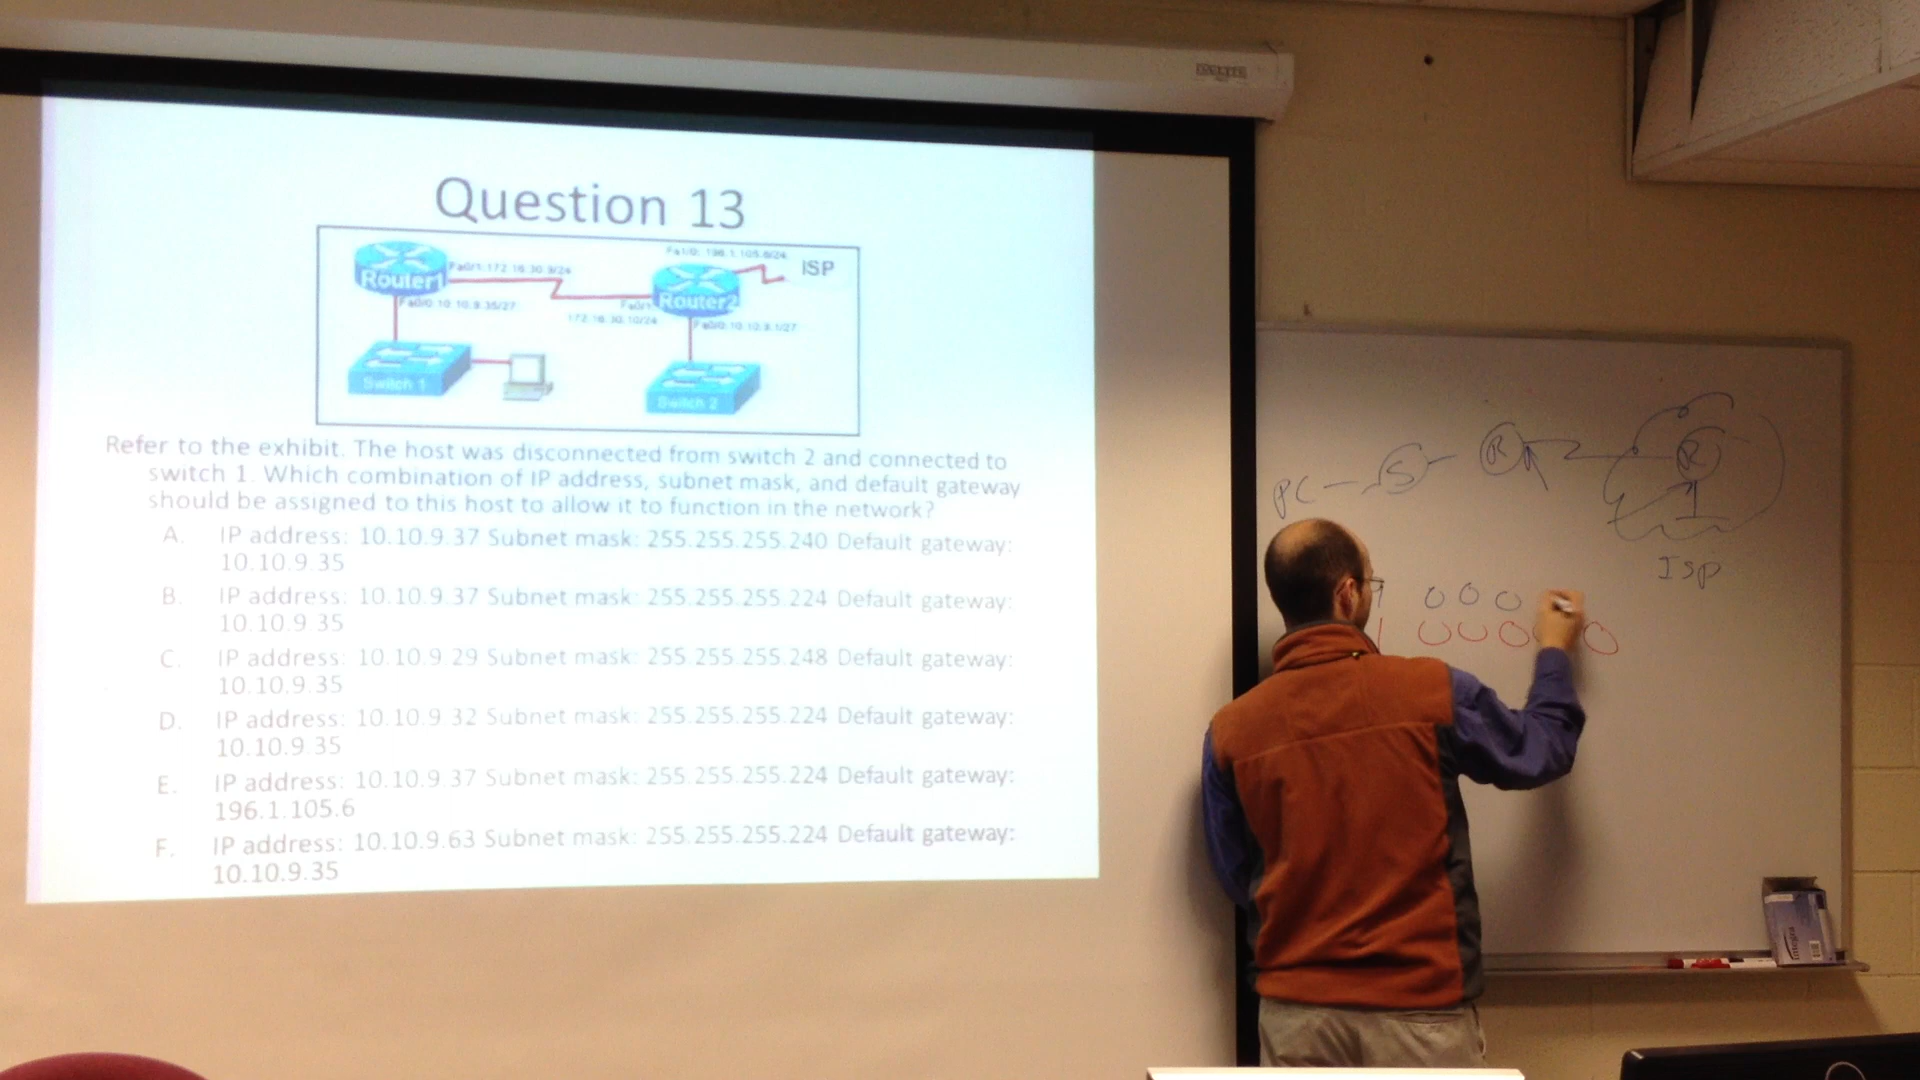 Question 13
Fa1/0: 196.1.105.6/24
ISP
Router1
Fa0/1:172.16.30.9/24
Router2
Fa0/0:10.10.9.35/27
Fa0/1:
172.16.30.10/24
Switch 1
Switch 2
Refer to the exhibit. The host was disconnected from switch 2 and connected to
switch 1. Which combination of IP address, subnet mask, and default gateway
should be assigned to this host to allow it to function in the network?
A. IP address: 10.10.9.37 Subnet mask: 255.255.255.240 Default gateway:
10.10.9.35
B. IP address: 10.10.9.37 Subnet mask: 255.255.255.224 Default gateway:
10.10.9.35
C. IP address: 10.10.9.29 Subnet mask: 255.255.255.248 Default gateway:
10.10.9.35
D. IP address: 10.10.9.32 Subnet mask: 255.255.255.224 Default gateway:
10.10.9.35
E. IP address: 10.10.9.37 Subnet mask: 255.255.255.224 Default gateway:
196.1.105.6
F. IP address: 10.10.9.63 Subnet mask: 255.255.255.224 Default gateway:
10.10.9.35
PC S R R
Isp
0 0 0
1 0 0 0 0
integra